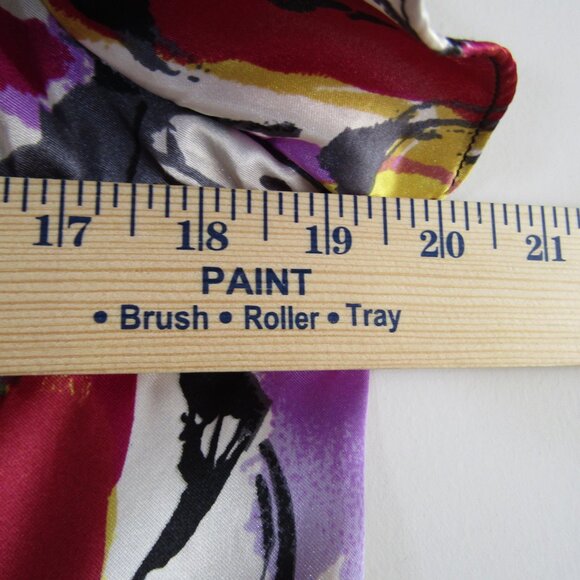 17 18 19 20 21
PAINT
• Brush • Roller • Tray